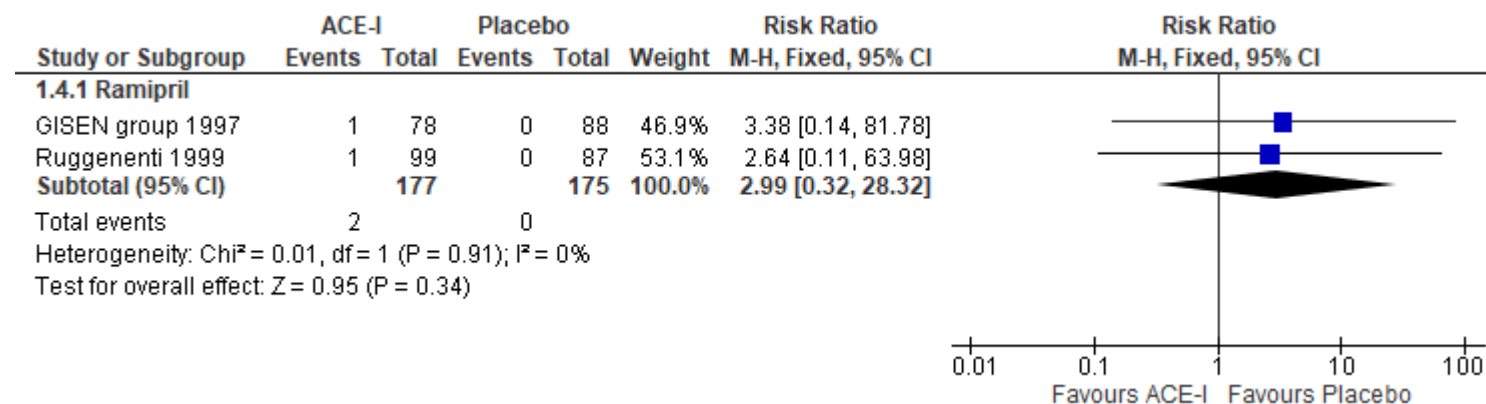 ACE-I Placebo Risk Ratio Risk Ratio
Study or Subgroup Events Total Events Total Weight M-H, Fixed, 95% CI M-H, Fixed, 95% CI
1.4.1 Ramipril
GISEN group 1997 1 78 0 88 46.9% 3.38 [0.14, 81.78]
Ruggenenti 1999 1 99 0 87 53.1% 2.64 [0.11, 63.98]
Subtotal (95% CI) 177 175 100.0% 2.99 [0.32, 28.32]
Total events 2 0
Heterogeneity: Chi² = 0.01, df = 1 (P = 0.91); I² = 0%
Test for overall effect: Z = 0.95 (P = 0.34)
0.01 0.1 1 10 100
Favours ACE-I Favours Placebo